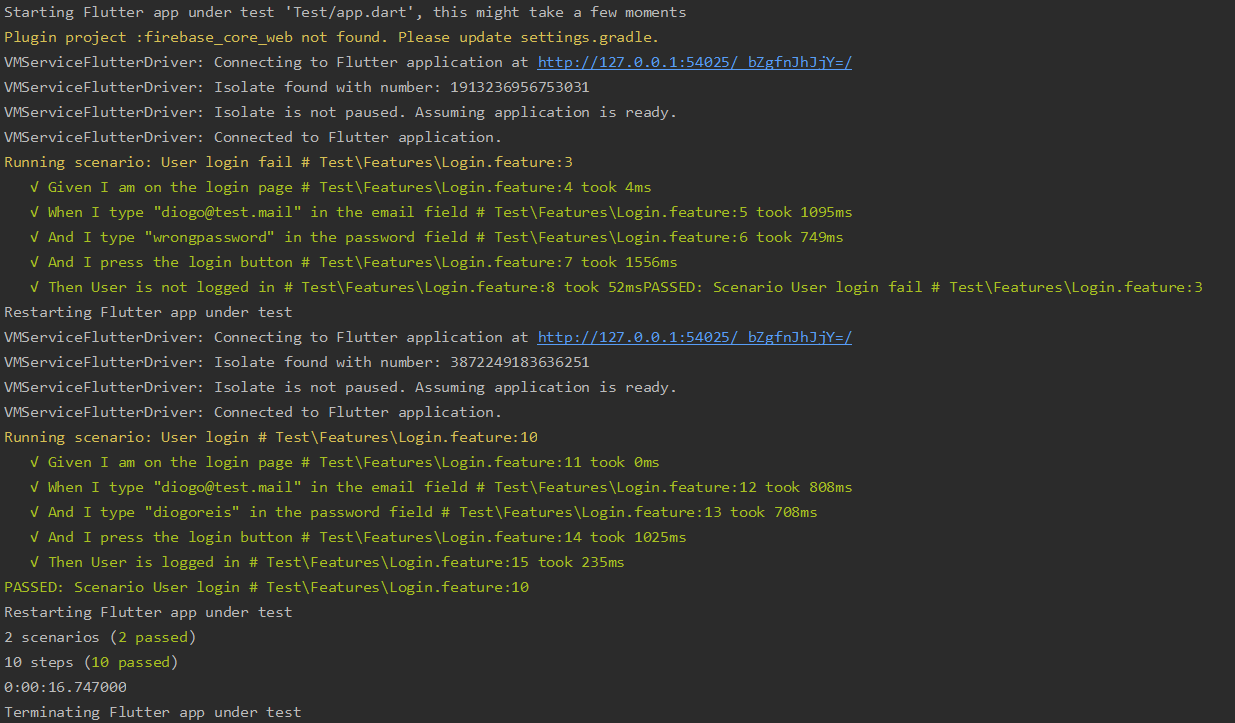 Starting Flutter app under test 'Test/app.dart', this might take a few moments
Plugin project :firebase_core_web not found. Please update settings.gradle.
VMServiceFlutterDriver: Connecting to Flutter application at http://127.0.0.1:54025/_bZgfnJhJjY=/
VMServiceFlutterDriver: Isolate found with number: 1913236956753031
VMServiceFlutterDriver: Isolate is not paused. Assuming application is ready.
VMServiceFlutterDriver: Connected to Flutter application.
Running scenario: User login fail # Test\Features\Login.feature:3
√ Given I am on the login page # Test\Features\Login.feature:4 took 4ms
√ When I type "diogo@test.mail" in the email field # Test\Features\Login.feature:5 took 1095ms
√ And I type "wrongpassword" in the password field # Test\Features\Login.feature:6 took 749ms
√ And I press the login button # Test\Features\Login.feature:7 took 1556ms
√ Then User is not logged in # Test\Features\Login.feature:8 took 52msPASSED: Scenario User login fail # Test\Features\Login.feature:3
Restarting Flutter app under test
VMServiceFlutterDriver: Connecting to Flutter application at http://127.0.0.1:54025/_bZgfnJhJjY=/
VMServiceFlutterDriver: Isolate found with number: 3872249183636251
VMServiceFlutterDriver: Isolate is not paused. Assuming application is ready.
VMServiceFlutterDriver: Connected to Flutter application.
Running scenario: User login # Test\Features\Login.feature:10
√ Given I am on the login page # Test\Features\Login.feature:11 took 0ms
√ When I type "diogo@test.mail" in the email field # Test\Features\Login.feature:12 took 808ms
√ And I type "diogoreis" in the password field # Test\Features\Login.feature:13 took 708ms
√ And I press the login button # Test\Features\Login.feature:14 took 1025ms
√ Then User is logged in # Test\Features\Login.feature:15 took 235ms
PASSED: Scenario User login # Test\Features\Login.feature:10
Restarting Flutter app under test
2 scenarios (2 passed)
10 steps (10 passed)
0:00:16.747000
Terminating Flutter app under test